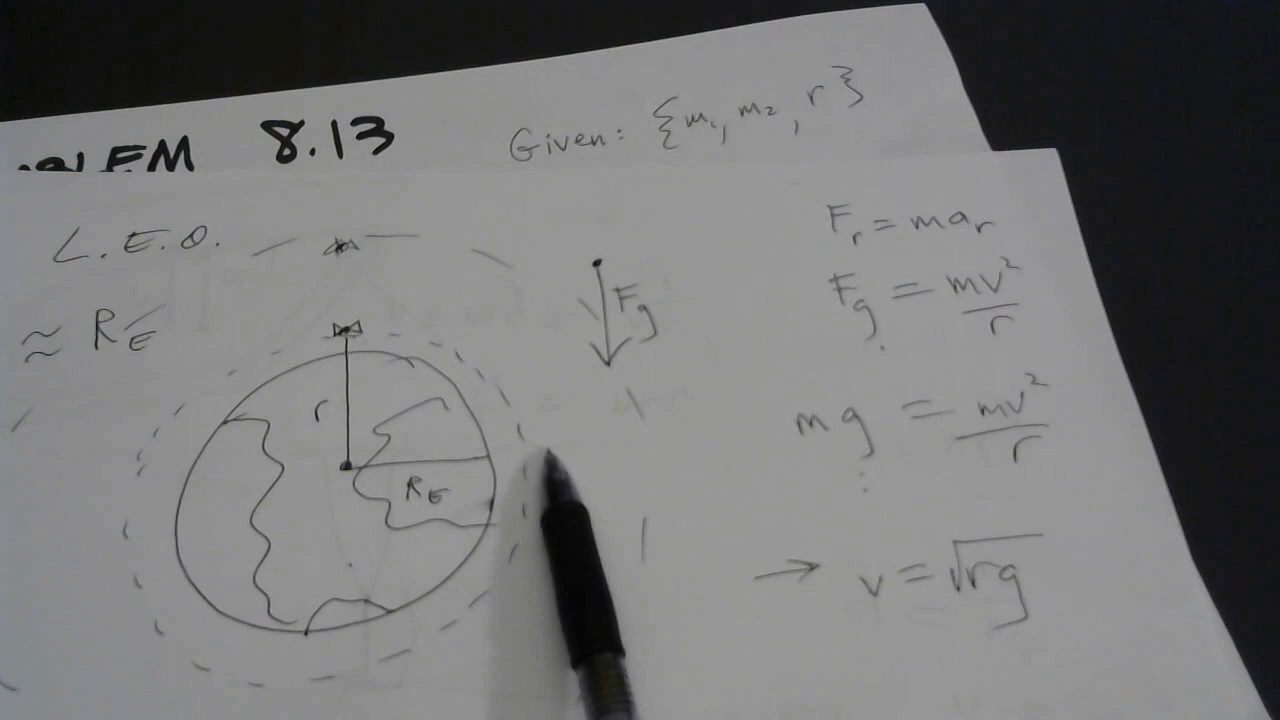 8.13
Given: {m₁, m₂, r}
L.E.O.
≈ R_E
r
R_E
F_g
F_r = ma_r
F_g = mv²/r
mg = mv²/r
→ v = √rg